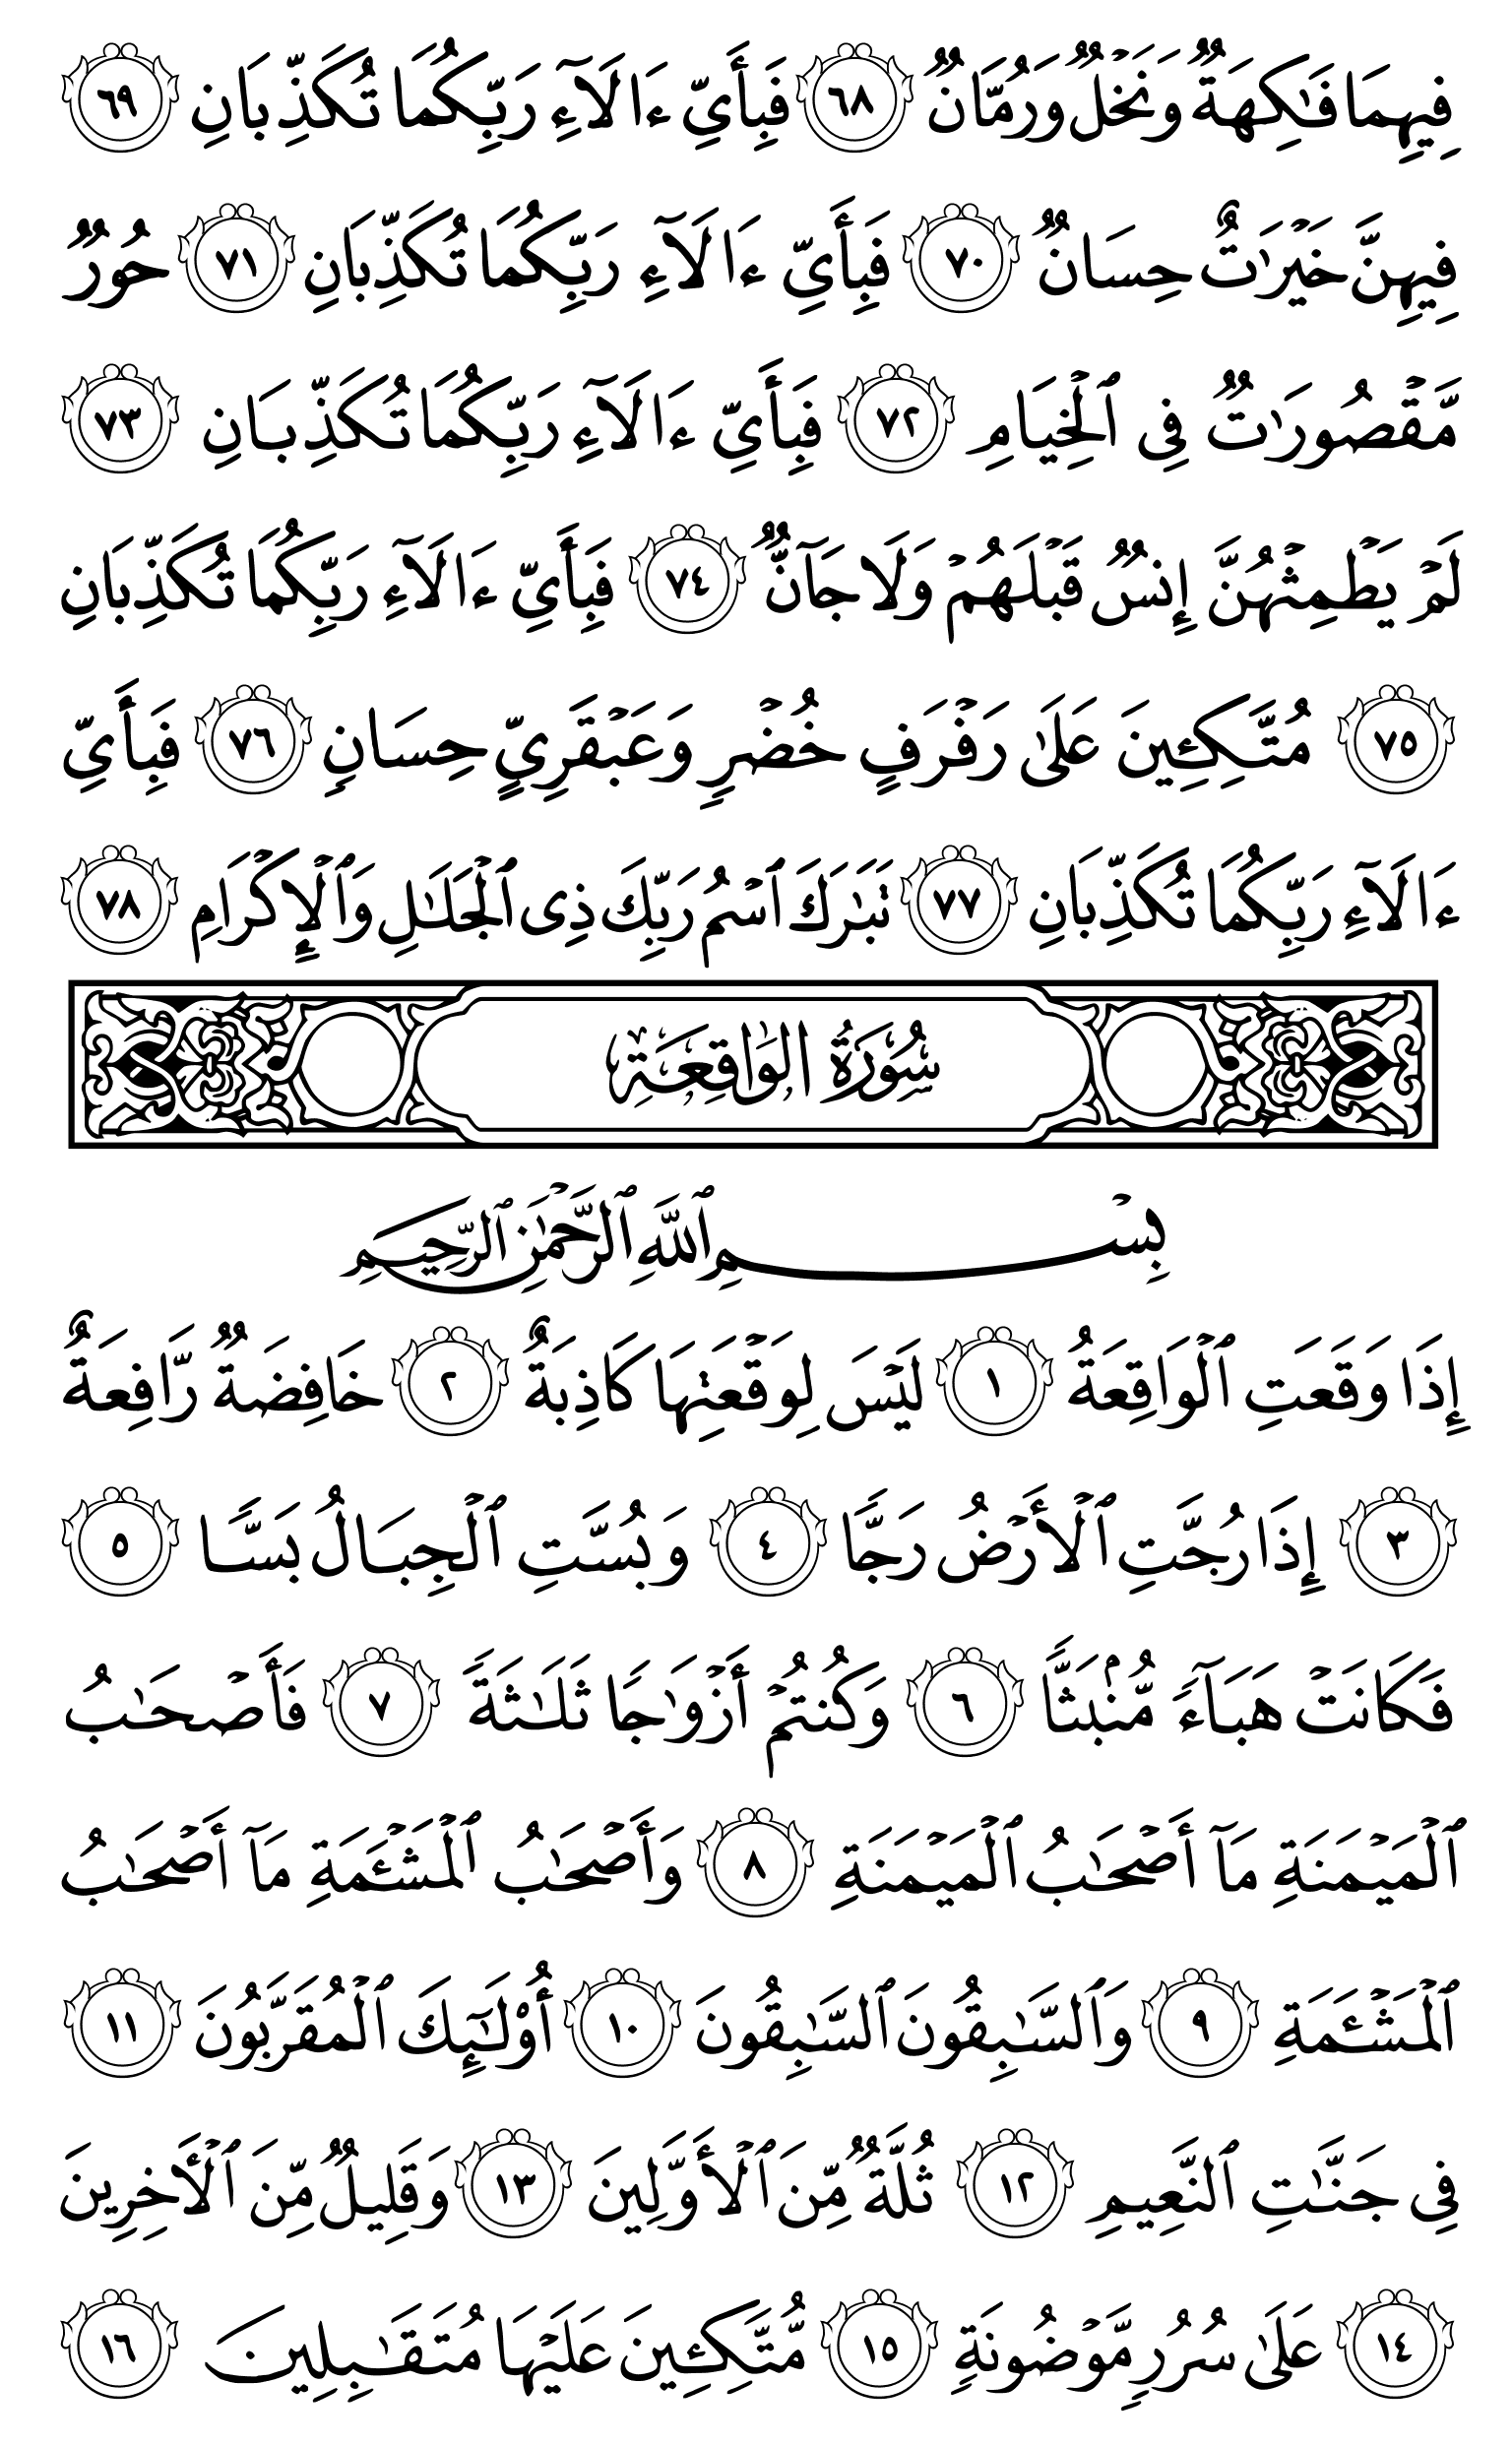 فِيهِمَا فَٰكِهَةٌ وَنَخْلٌ وَرُمَّانٌ ٦٨ فَبِأَيِّ ءَالَآءِ رَبِّكُمَا تُكَذِّبَانِ ٦٩
فِيهِنَّ خَيْرَٰتٌ حِسَانٌ ٧٠ فَبِأَيِّ ءَالَآءِ رَبِّكُمَا تُكَذِّبَانِ ٧١ حُورٌ
مَّقْصُورَٰتٌ فِى ٱلْخِيَامِ ٧٢ فَبِأَيِّ ءَالَآءِ رَبِّكُمَا تُكَذِّبَانِ ٧٣
لَمْ يَطْمِثْهُنَّ إِنسٌ قَبْلَهُمْ وَلَا جَآنٌّ ٧٤ فَبِأَيِّ ءَالَآءِ رَبِّكُمَا تُكَذِّبَانِ
٧٥ مُتَّكِـِٔينَ عَلَىٰ رَفْرَفٍ خُضْرٍ وَعَبْقَرِيٍّ حِسَانٍ ٧٦ فَبِأَيِّ
ءَالَآءِ رَبِّكُمَا تُكَذِّبَانِ ٧٧ تَبَٰرَكَ ٱسْمُ رَبِّكَ ذِى ٱلْجَلَٰلِ وَٱلْإِكْرَامِ ٧٨
سُورَةُ الوَاقِعَةِ
بِسْمِ ٱللَّهِ ٱلرَّحْمَٰنِ ٱلرَّحِيمِ
إِذَا وَقَعَتِ ٱلْوَاقِعَةُ ١ لَيْسَ لِوَقْعَتِهَا كَاذِبَةٌ ٢ خَافِضَةٌ رَّافِعَةٌ
٣ إِذَا رُجَّتِ ٱلْأَرْضُ رَجًّا ٤ وَبُسَّتِ ٱلْجِبَالُ بَسًّا ٥
فَكَانَتْ هَبَآءً مُّنۢبَثًّا ٦ وَكُنتُمْ أَزْوَٰجًا ثَلَٰثَةً ٧ فَأَصْحَٰبُ
ٱلْمَيْمَنَةِ مَآ أَصْحَٰبُ ٱلْمَيْمَنَةِ ٨ وَأَصْحَٰبُ ٱلْمَشْـَٔمَةِ مَآ أَصْحَٰبُ
ٱلْمَشْـَٔمَةِ ٩ وَٱلسَّٰبِقُونَ ٱلسَّٰبِقُونَ ١٠ أُو۟لَٰٓئِكَ ٱلْمُقَرَّبُونَ ١١
فِى جَنَّٰتِ ٱلنَّعِيمِ ١٢ ثُلَّةٌ مِّنَ ٱلْأَوَّلِينَ ١٣ وَقَلِيلٌ مِّنَ ٱلْأَخِرِينَ
١٤ عَلَىٰ سُرُرٍ مَّوْضُونَةٍ ١٥ مُّتَّكِـِٔينَ عَلَيْهَا مُتَقَٰبِلِينَ ١٦